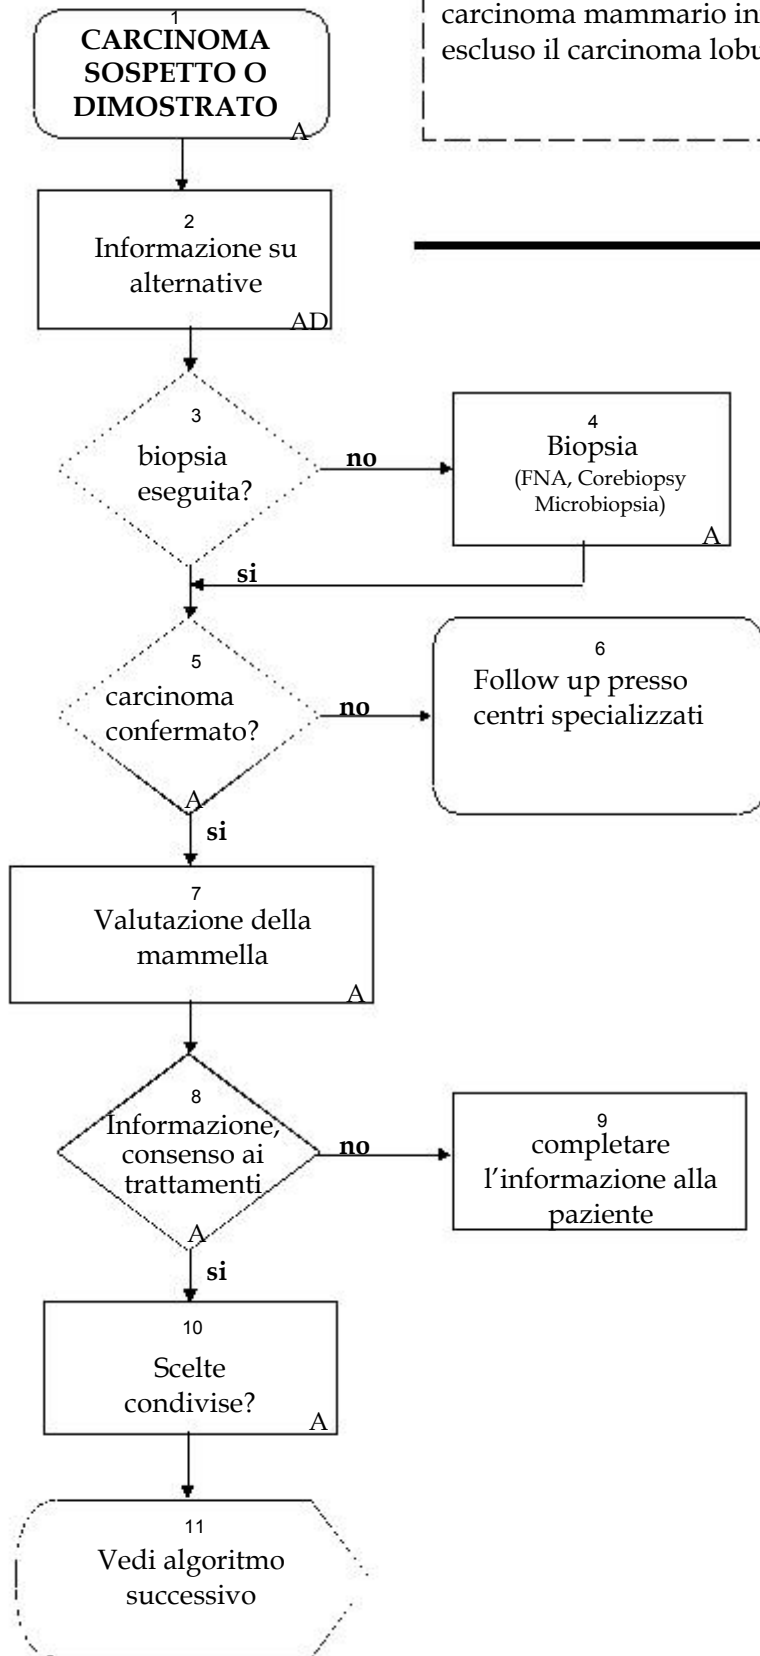 1
CARCINOMA
SOSPETTO O
DIMOSTRATO
A
carcinoma mammario in
escluso il carcinoma
2
Informazione su
alternative
AD
3
biopsia
eseguita?
no
4
Biopsia
(FNA, Corebiopsy
Microbiopsia)
A
si
5
carcinoma
confermato?
A
no
6
Follow up presso
centri specializzati
si
7
Valutazione della
mammella
A
8
Informazione,
consenso ai
trattamenti
A
no
9
completare
l’informazione alla
paziente
si
10
Scelte
condivise?
A
11
Vedi algoritmo
successivo